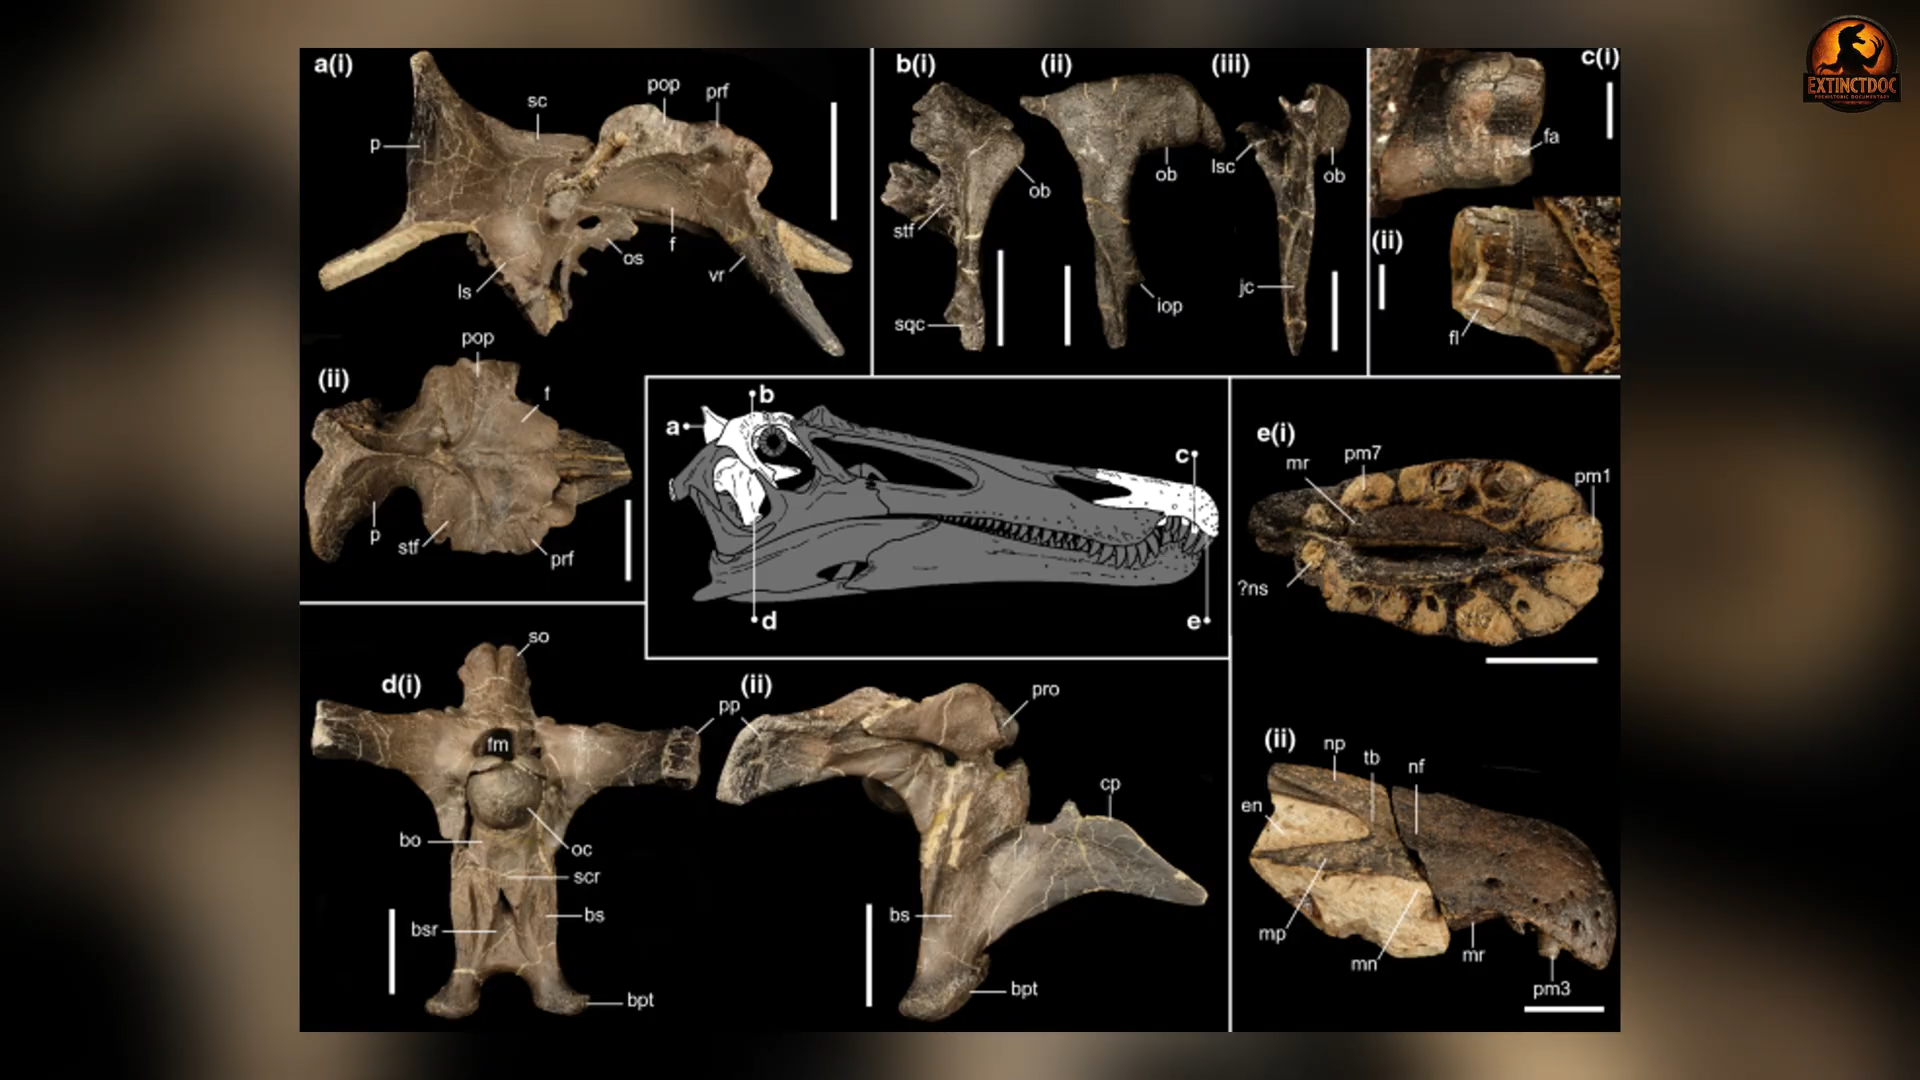 EXTINCTDOC
PREHISTORIC DOCUMENTARY
a(i)
sc
pop
prf
p
ls
os
f
vr
b(i)
(ii)
(iii)
ob
stf
sqc
ob
iop
lsc
ob
jc
c(i)
fa
(ii)
fl
(ii)
pop
f
p
stf
prf
a
b
c
d
e
e(i)
mr
pm7
pm1
?ns
d(i)
so
fm
pp
bo
oc
scr
bsr
bs
bpt
(ii)
pro
cp
bs
bpt
(ii)
np
tb
nf
en
mp
mn
mr
pm3